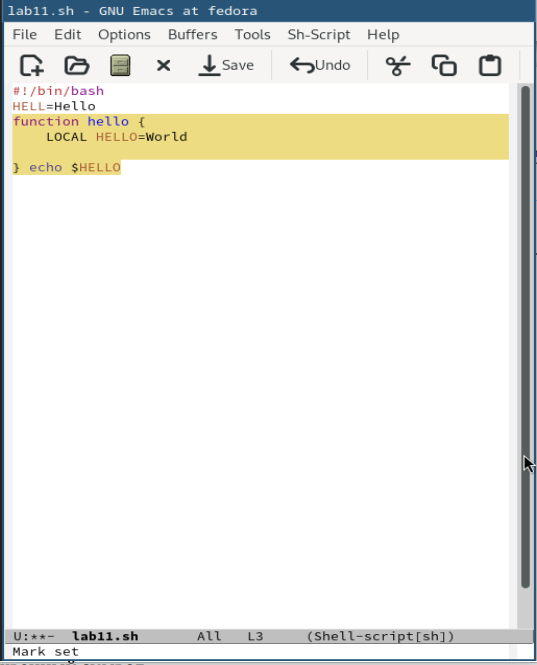 lab11.sh - GNU Emacs at fedora
File Edit Options Buffers Tools Sh-Script Help
Save Undo
#!/bin/bash
HELL=Hello
function hello {
    LOCAL HELLO=World
} echo $HELLO
U:**- lab11.sh All L3 (Shell-script[sh])
Mark set